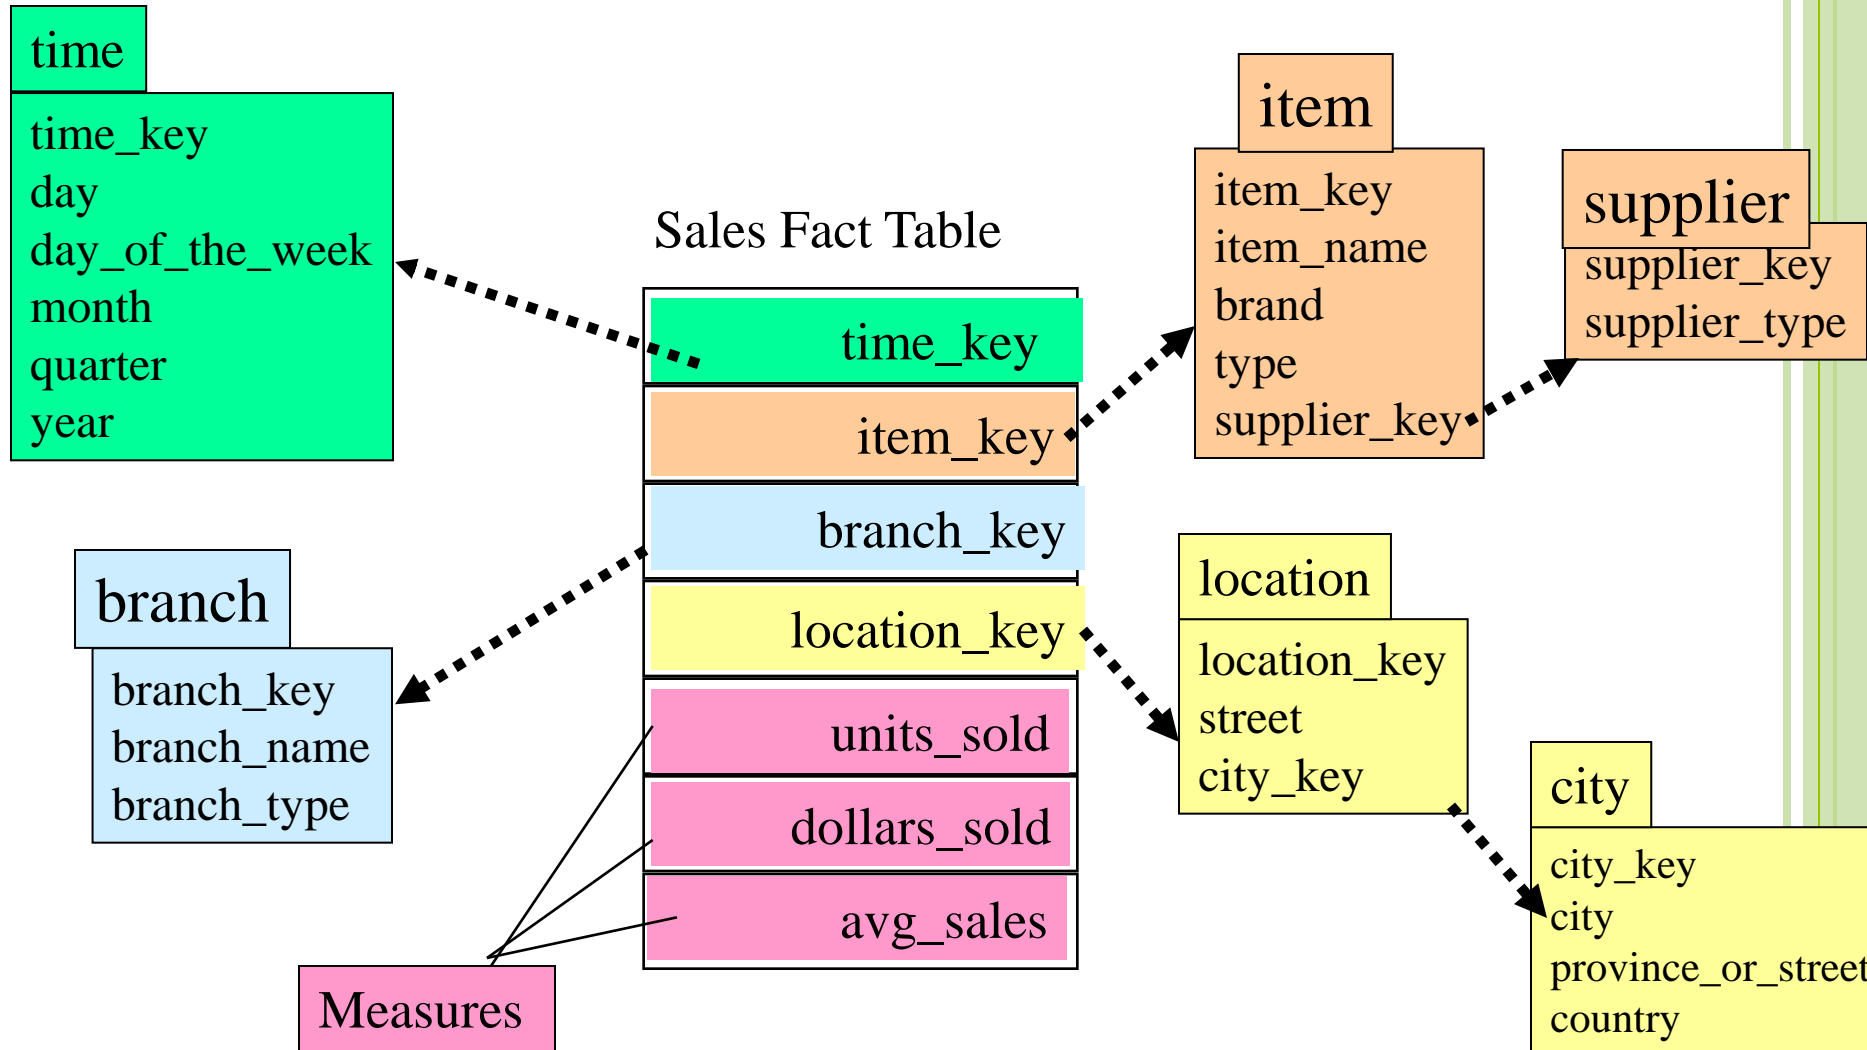 time
time_key
day
day_of_the_week
month
quarter
year
Sales Fact Table
time_key
item_key
branch_key
location_key
units_sold
dollars_sold
avg_sales
item
item_key
item_name
brand
type
supplier_key
supplier
supplier_key
supplier_type
branch
branch_key
branch_name
branch_type
location
location_key
street
city_key
city
city_key
city
province_or_street
country
Measures